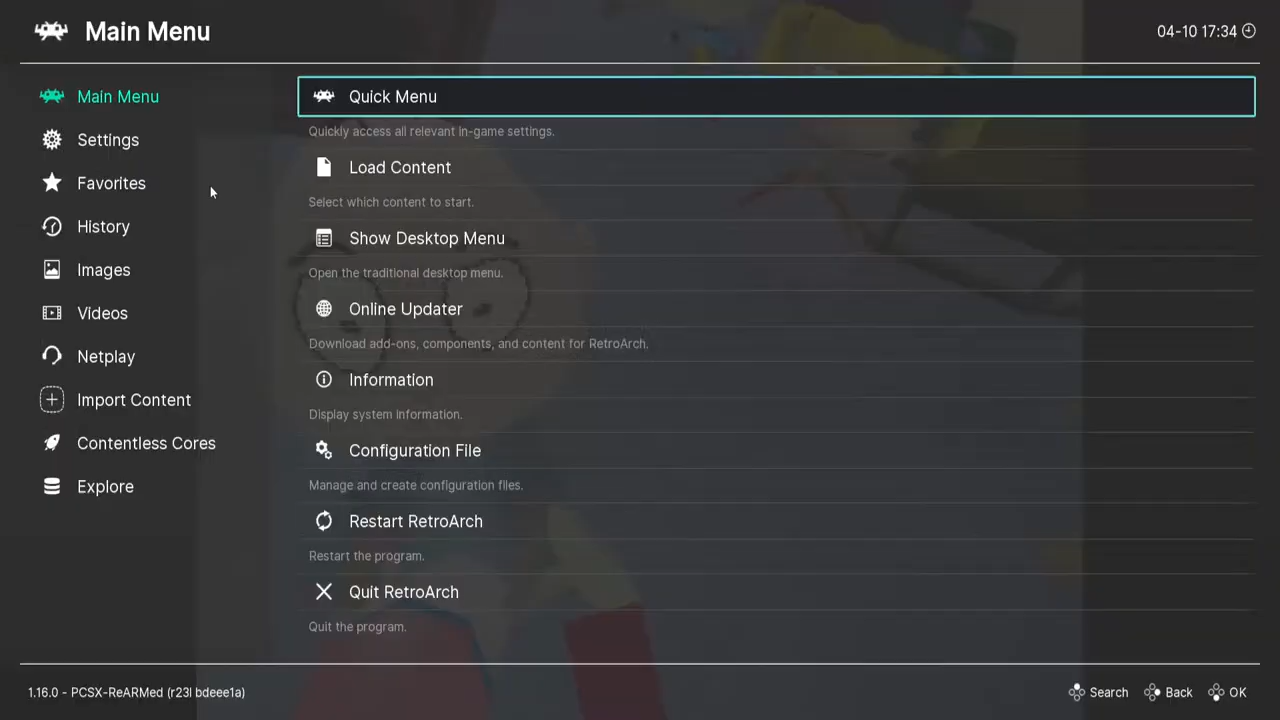 Main Menu
04-10 17:34
Main Menu
Settings
Favorites
History
Images
Videos
Netplay
Import Content
Contentless Cores
Explore
Quick Menu
Quickly access all relevant in-game settings.
Load Content
Select which content to start.
Show Desktop Menu
Open the traditional desktop menu.
Online Updater
Download add-ons, components, and content for RetroArch.
Information
Display system information.
Configuration File
Manage and create configuration files.
Restart RetroArch
Restart the program.
Quit RetroArch
Quit the program.
1.16.0 - PCSX-ReARMed (r23l bdeee1a)
Search Back OK